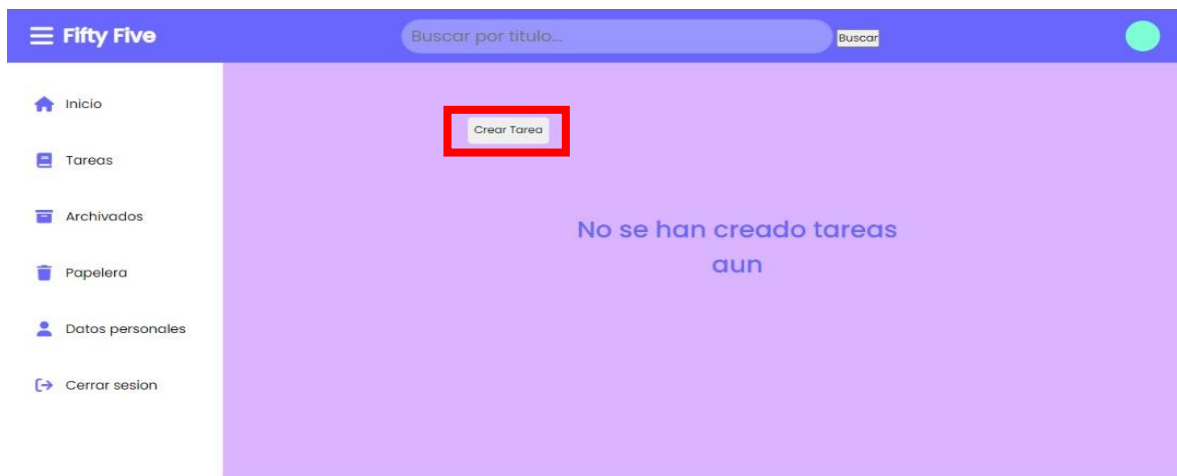 Fifty Five
Buscar por titulo...
Buscar
Inicio
Tareas
Archivados
Papelera
Datos personales
Cerrar sesion
Crear Tarea
No se han creado tareas
aun